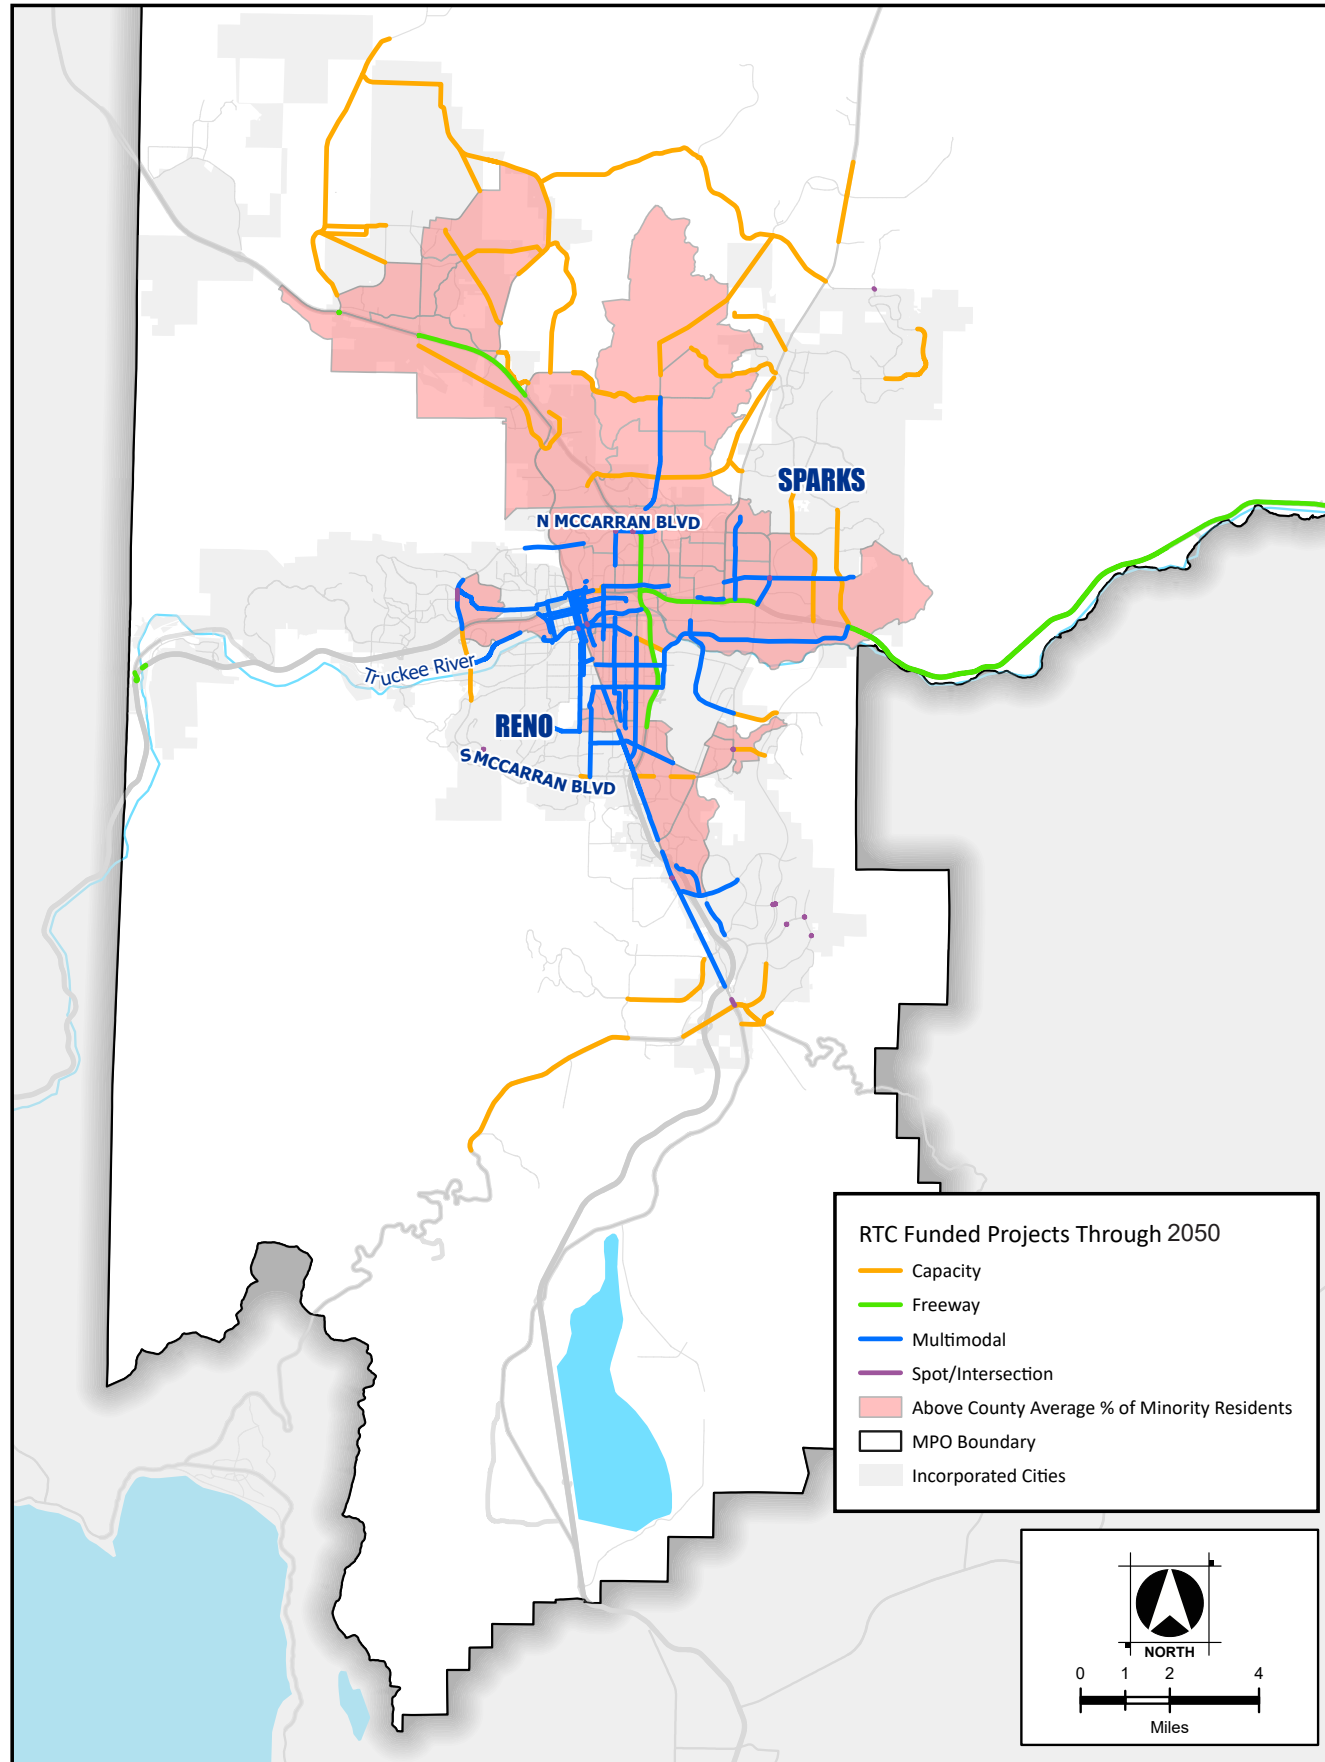 SPARKS
N MCCARRAN BLVD
Truckee River
RENO
S MCCARRAN BLVD
RTC Funded Projects Through 2050
Capacity
Freeway
Multimodal
Spot/Intersection
Above County Average % of Minority Residents
MPO Boundary
Incorporated Cities
NORTH
0 1 2 4
Miles